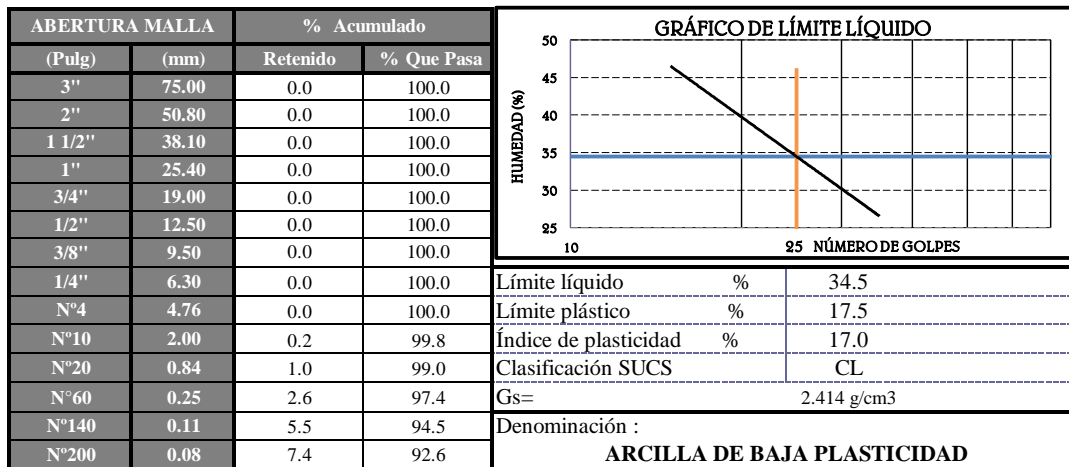 ABERTURA MALLA % Acumulado
(Pulg) (mm) Retenido % Que Pasa
3'' 75.00 0.0 100.0
2'' 50.80 0.0 100.0
1 1/2'' 38.10 0.0 100.0
1'' 25.40 0.0 100.0
3/4'' 19.00 0.0 100.0
1/2'' 12.50 0.0 100.0
3/8'' 9.50 0.0 100.0
1/4'' 6.30 0.0 100.0
Nº4 4.76 0.0 100.0
Nº10 2.00 0.2 99.8
Nº20 0.84 1.0 99.0
N°60 0.25 2.6 97.4
Nº140 0.11 5.5 94.5
Nº200 0.08 7.4 92.6
GRÁFICO DE LÍMITE LÍQUIDO
HUMEDAD (%)
50
45
40
35
30
25
10 25 NÚMERO DE GOLPES
Límite líquido % 34.5
Límite plástico % 17.5
Índice de plasticidad % 17.0
Clasificación SUCS CL
Gs= 2.414 g/cm3
Denominación :
ARCILLA DE BAJA PLASTICIDAD